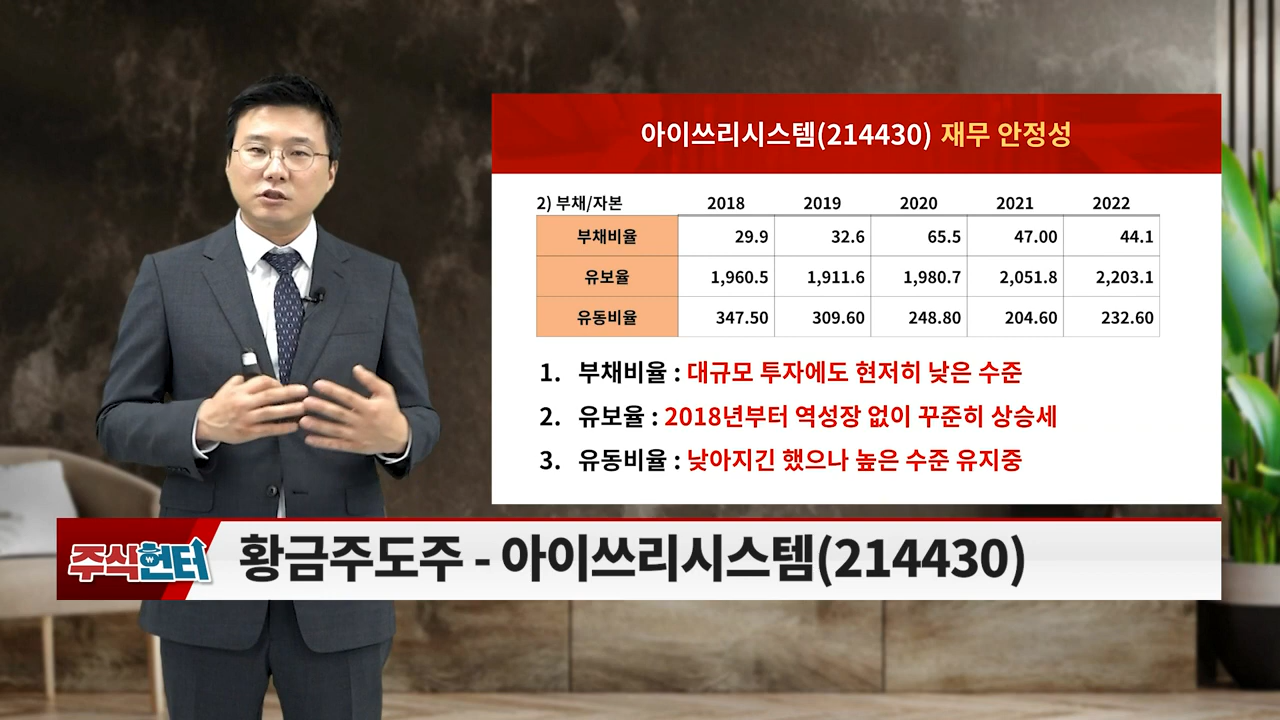 아이쓰리시스템(214430) 재무 안정성
2) 부채/자본 2018 2019 2020 2021 2022
부채비율 29.9 32.6 65.5 47.00 44.1
유보율 1,960.5 1,911.6 1,980.7 2,051.8 2,203.1
유동비율 347.50 309.60 248.80 204.60 232.60
1. 부채비율 : 대규모 투자에도 현저히 낮은 수준
2. 유보율 : 2018년부터 역성장 없이 꾸준히 상승세
3. 유동비율 : 낮아지긴 했으나 높은 수준 유지중
주식헌터 황금주도주 - 아이쓰리시스템(214430)